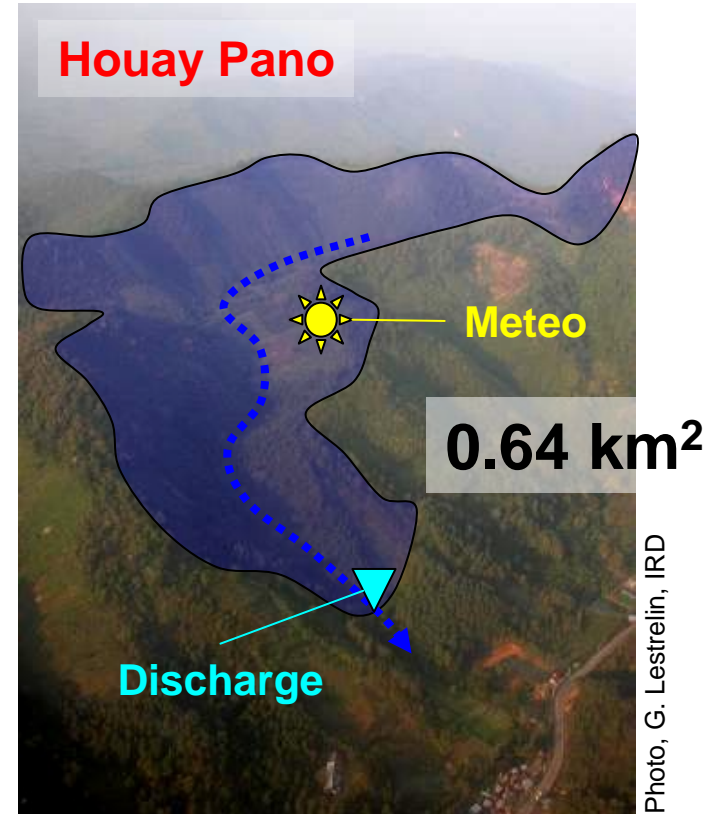 Houay Pano
Meteo
0.64 km²
Discharge
Photo, G. Lestrelin, IRD